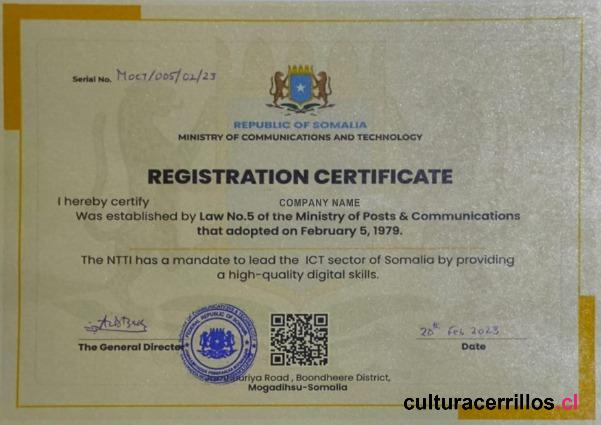 Serial No. MOCT/005/02/23
REPUBLIC OF SOMALIA
MINISTRY OF COMMUNICATIONS AND TECHNOLOGY
REGISTRATION CERTIFICATE
I hereby certify COMPANY NAME
Was established by Law No.5 of the Ministry of Posts & Communications
that adopted on February 5, 1979.
The NTTI has a mandate to lead the ICT sector of Somalia by providing
a high-quality digital skills.
The General Director
20th Feb 2023
Date
Road, Boondheere District,
Mogadihsu-Somalia
culturacerrillos.cl